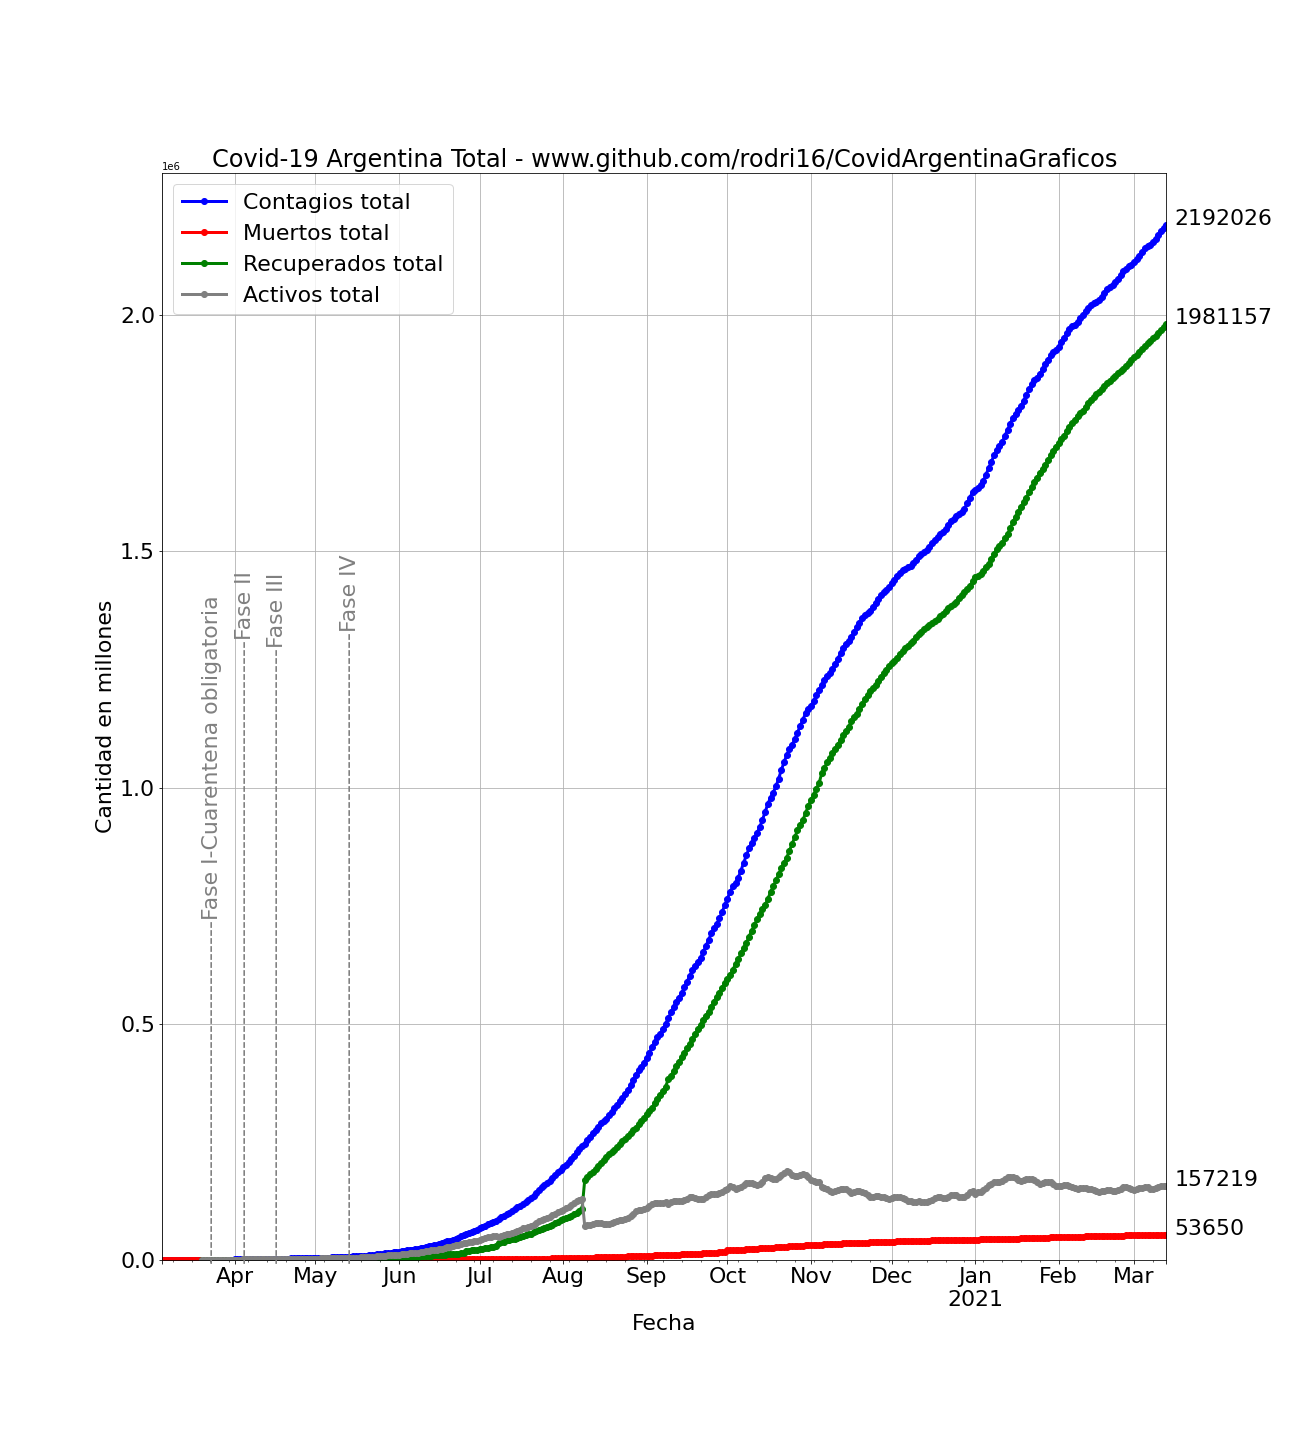 Covid-19 Argentina Total - www.github.com/rodri16/CovidArgentinaGraficos
1e6
Contagios total
Muertos total
Recuperados total
Activos total
2192026
1981157
157219
53650
2.0
1.5
1.0
0.5
0.0
Cantidad en millones
Fase I-Cuarentena obligatoria
Fase II
Fase III
Fase IV
Apr May Jun Jul Aug Sep Oct Nov Dec Jan Feb Mar
2021
Fecha